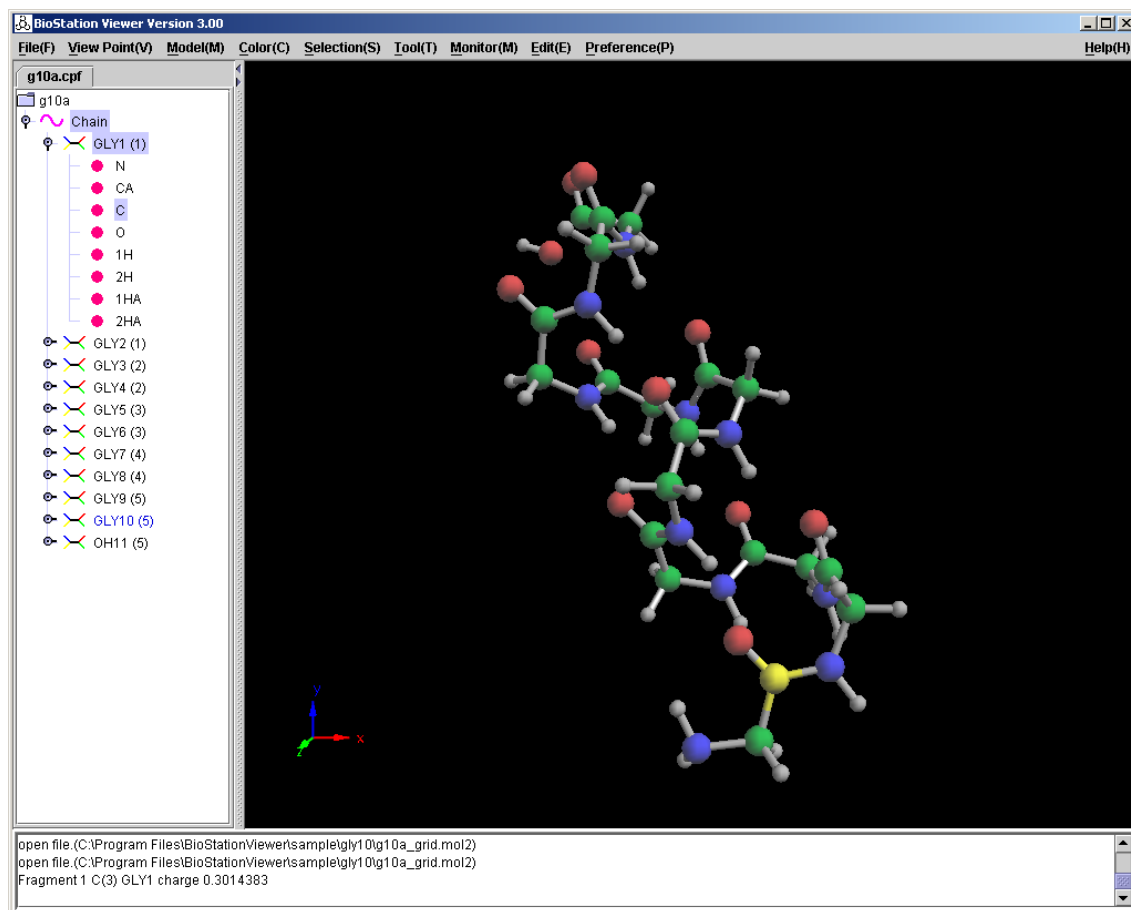 BioStation Viewer Version 3.00
File(F) View Point(V) Model(M) Color(C) Selection(S) Tool(T) Monitor(M) Edit(E) Preference(P) Help(H)
g10a.cpf
g10a
Chain
GLY1 (1)
N
CA
C
O
1H
2H
1HA
2HA
GLY2 (1)
GLY3 (2)
GLY4 (2)
GLY5 (3)
GLY6 (3)
GLY7 (4)
GLY8 (4)
GLY9 (5)
GLY10 (5)
OH11 (5)
y
x
z
open file.(C:\Program Files\BioStationViewer\sample\gly10\g10a_grid.mol2)
open file.(C:\Program Files\BioStationViewer\sample\gly10\g10a_grid.mol2)
Fragment 1 C(3) GLY1 charge 0.3014383